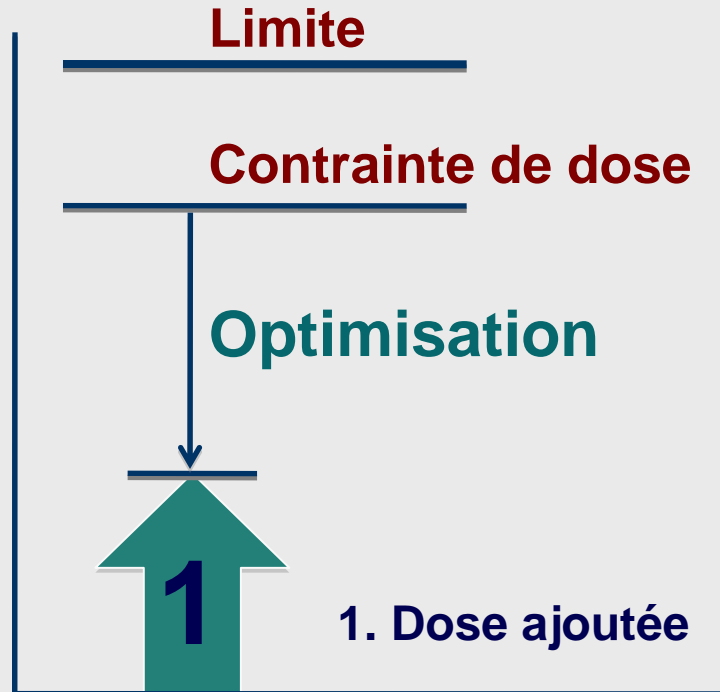 Limite
Contrainte de dose
Optimisation
1
1. Dose ajoutée